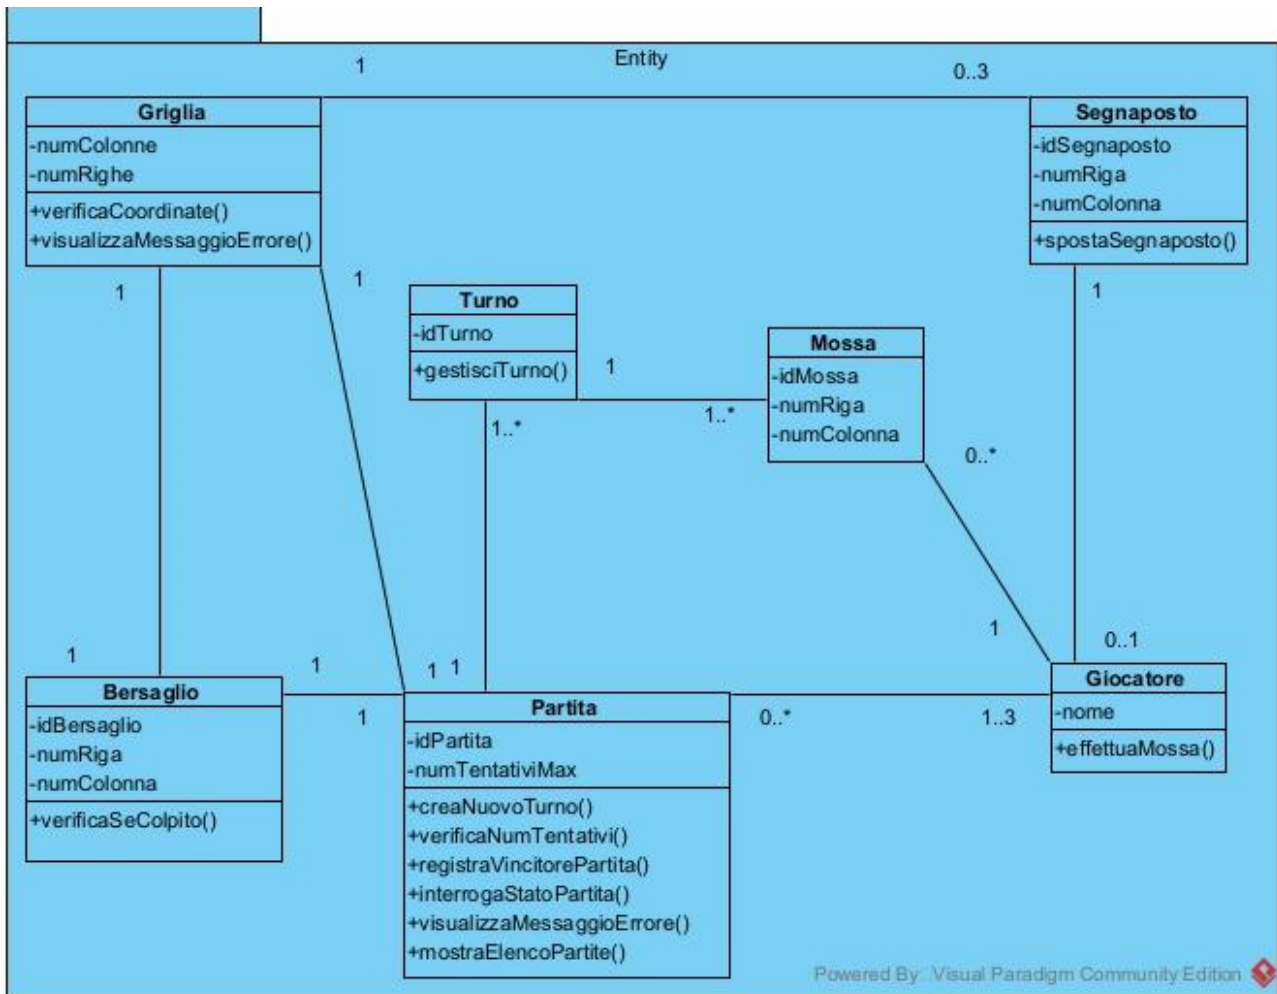 Entity
1
0..3
Griglia
-numColonne
-numRighe
+verificaCoordinate()
+visualizzaMessaggioErrore()
Segnaposto
-idSegnaposto
-numRiga
-numColonna
+spostaSegnaposto()
1
1
1
Turno
-idTurno
+gestisciTurno()
1
1..*
1..*
Mossa
-idMossa
-numRiga
-numColonna
0..*
1
0..1
1
1
1
1 1
Bersaglio
-idBersaglio
-numRiga
-numColonna
+verificaSeColpito()
Partita
-idPartita
-numTentativiMax
+creaNuovoTurno()
+verificaNumTentativi()
+registraVincitorePartita()
+interrogaStatoPartita()
+visualizzaMessaggioErrore()
+mostraElencoPartite()
0..*
1..3
Giocatore
-nome
+effettuaMossa()
Powered By Visual Paradigm Community Edition